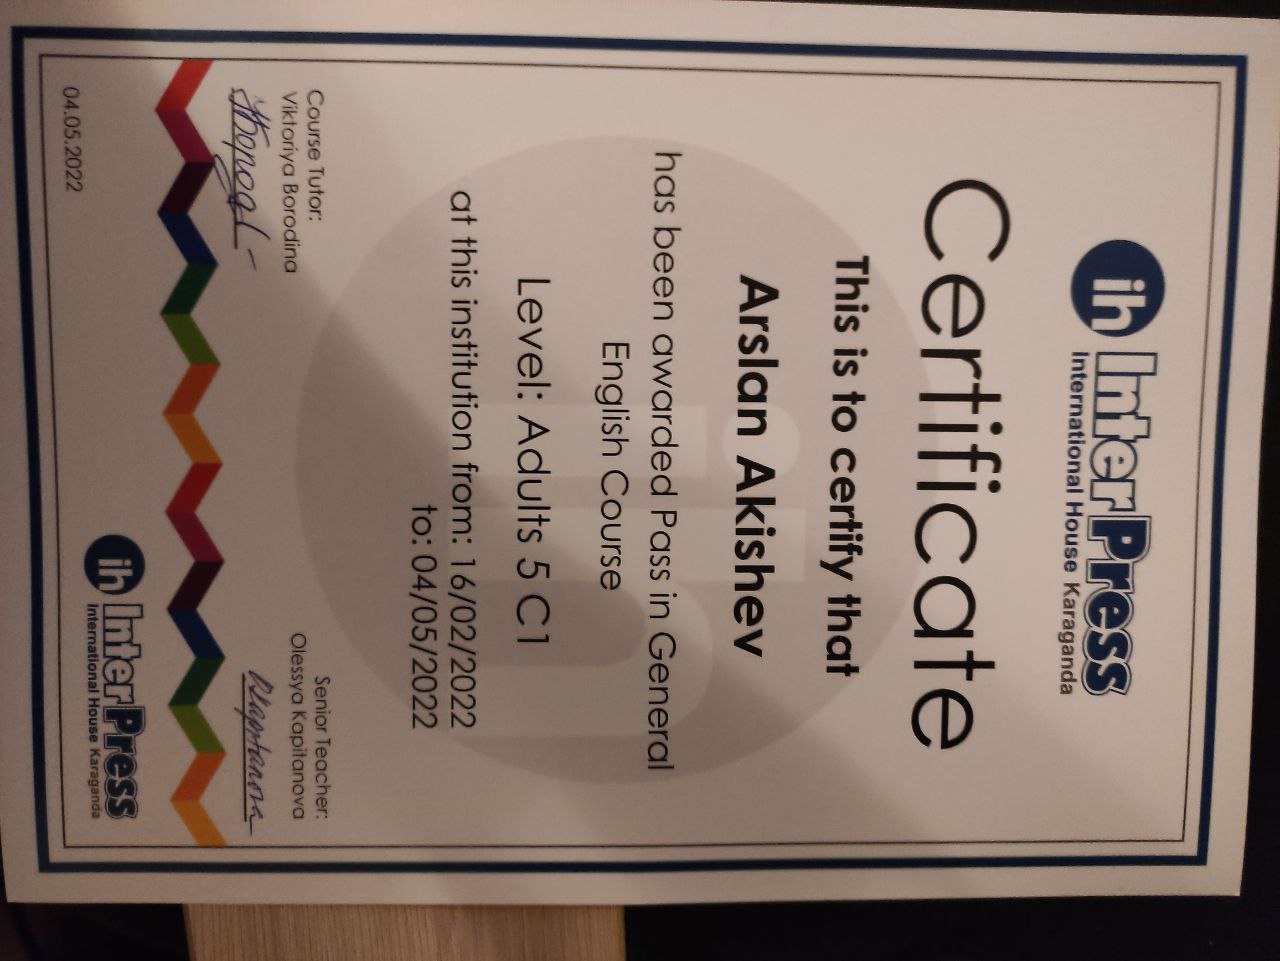 ih InterPress
International House Karaganda
Certificate
This is to certify that
Arslan Akishev
has been awarded Pass in General
English Course
Level: Adults 5 C1
at this institution from: 16/02/2022
to: 04/05/2022
Course Tutor:
Viktoriya Borodina
Senior Teacher:
Olessya Kapitanova
ih InterPress
International House Karaganda
04.05.2022